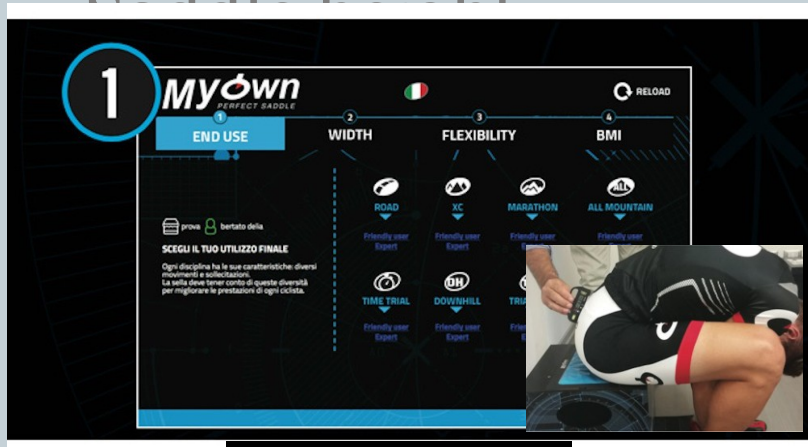 1
MyOwn
PERFECT SADDLE
RELOAD
1
END USE
2
WIDTH
3
FLEXIBILITY
4
BMI
ROAD
XC
MARATHON
ALL MOUNTAIN
ALL
Friendly user
Expert
Friendly user
Expert
Friendly user
Expert
Friendly user
prova bertato delia
SCEGLI IL TUO UTILIZZO FINALE
Ogni disciplina ha le sue caratteristiche: diversi
movimenti e sollecitazioni.
La sella deve tener conto di queste diversità
per migliorare le prestazioni di ogni ciclista.
DH
TIME TRIAL
DOWNHILL
Friendly user
Expert
Friendly user
Expert